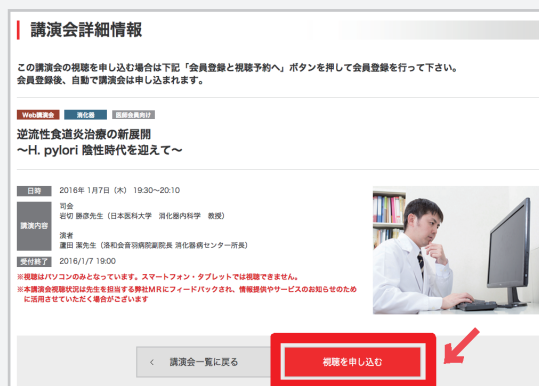 講演会詳細情報
この講演会の視聴を申し込む場合は下記「会員登録と視聴予約へ」ボタンを押して会員登録を行って下さい。
会員登録後、自動で講演会は申し込まれます。
Web講演会 消化器 医師会員向け
逆流性食道炎治療の新展開
〜H. pylori 陰性時代を迎えて〜
日時 2016年 1月7日（木） 19:30〜20:10
講演内容
司会
岩切 勝彦先生（日本医科大学 消化器内科学 教授）
演者
蘆田 潔先生（洛和会音羽病院副院長 消化器病センター所長）
受付終了 2016/1/7 19:00
※視聴はパソコンのみとなっています。スマートフォン・タブレットでは視聴できません。
※本講演会視聴状況は先生を担当する弊社MRにフィードバックされ、情報提供やサービスのお知らせのため
に活用させていただく場合がございます
< 講演会一覧に戻る
視聴を申し込む